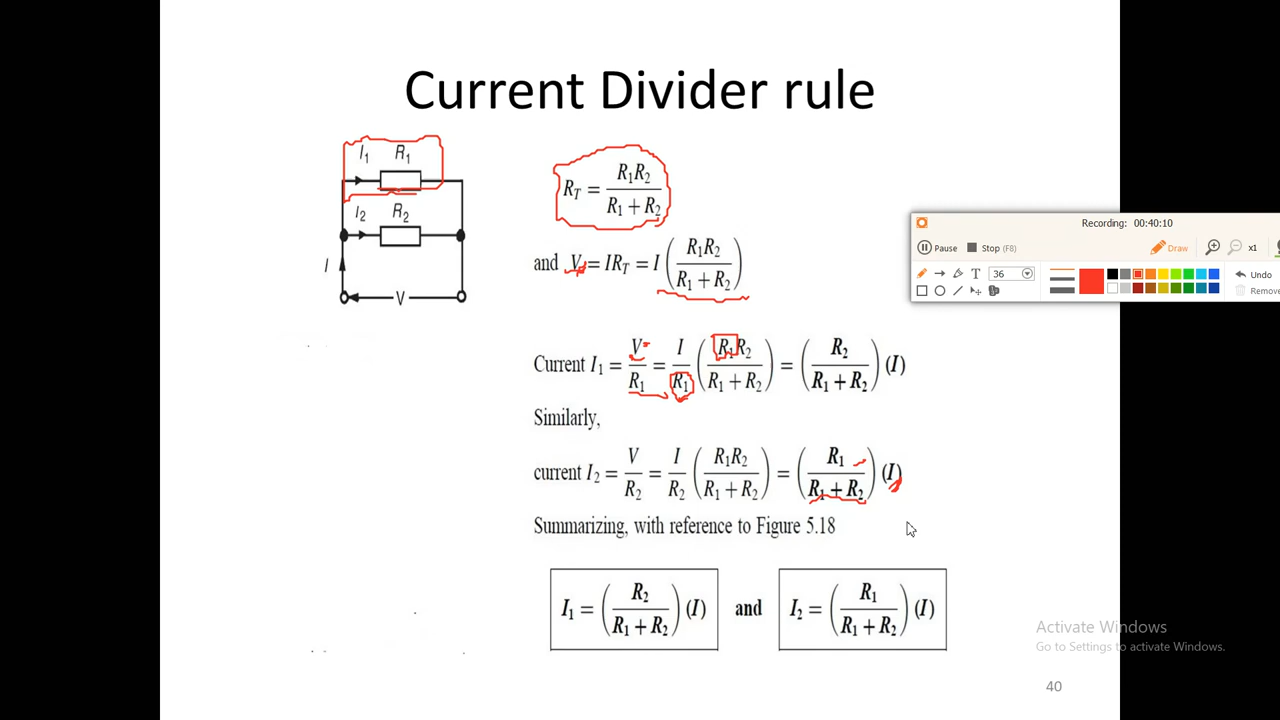 Current Divider rule
I₁ R₁
I₂ R₂
I
V
R_T = R₁R₂ / (R₁ + R₂)
and V = IR_T = I (R₁R₂ / (R₁ + R₂))
Current I₁ = V/R₁ = I/R₁ (R₁R₂ / (R₁ + R₂)) = (R₂ / (R₁ + R₂)) (I)
Similarly,
current I₂ = V/R₂ = I/R₂ (R₁R₂ / (R₁ + R₂)) = (R₁ / (R₁ + R₂)) (I)
Summarizing, with reference to Figure 5.18
I₁ = (R₂ / (R₁ + R₂)) (I) and I₂ = (R₁ / (R₁ + R₂)) (I)
Recording: 00:40:10
Pause Stop (F8) Draw x1
T 36 Undo
Remove
Activate Windows
Go to Settings to activate Windows.
40